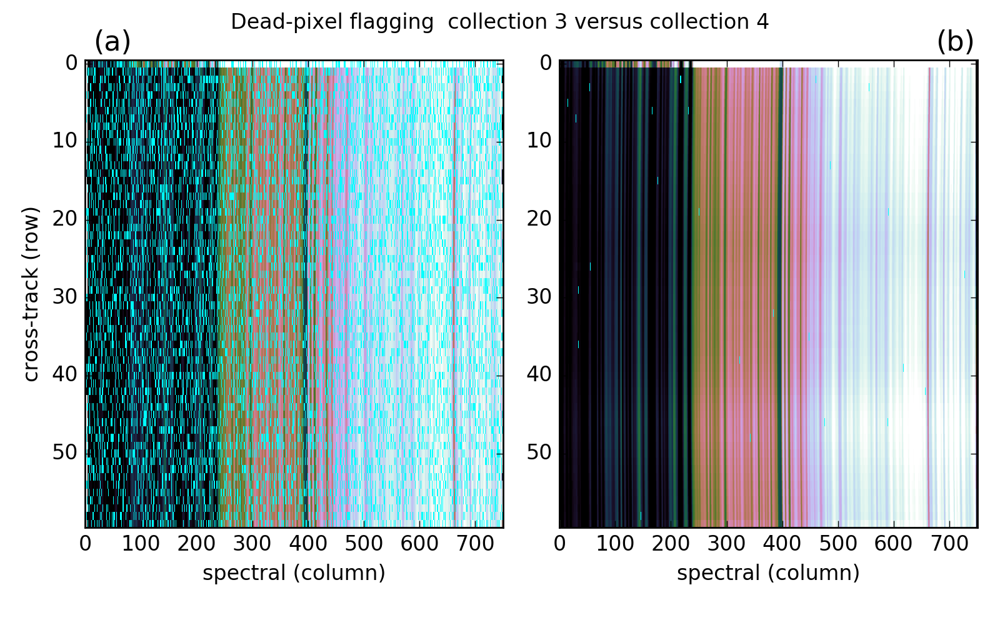 Dead-pixel flagging  collection 3 versus collection 4
(a)
(b)
0
10
20
30
40
50
cross-track (row)
0 100 200 300 400 500 600 700
spectral (column)
0
10
20
30
40
50
0 100 200 300 400 500 600 700
spectral (column)